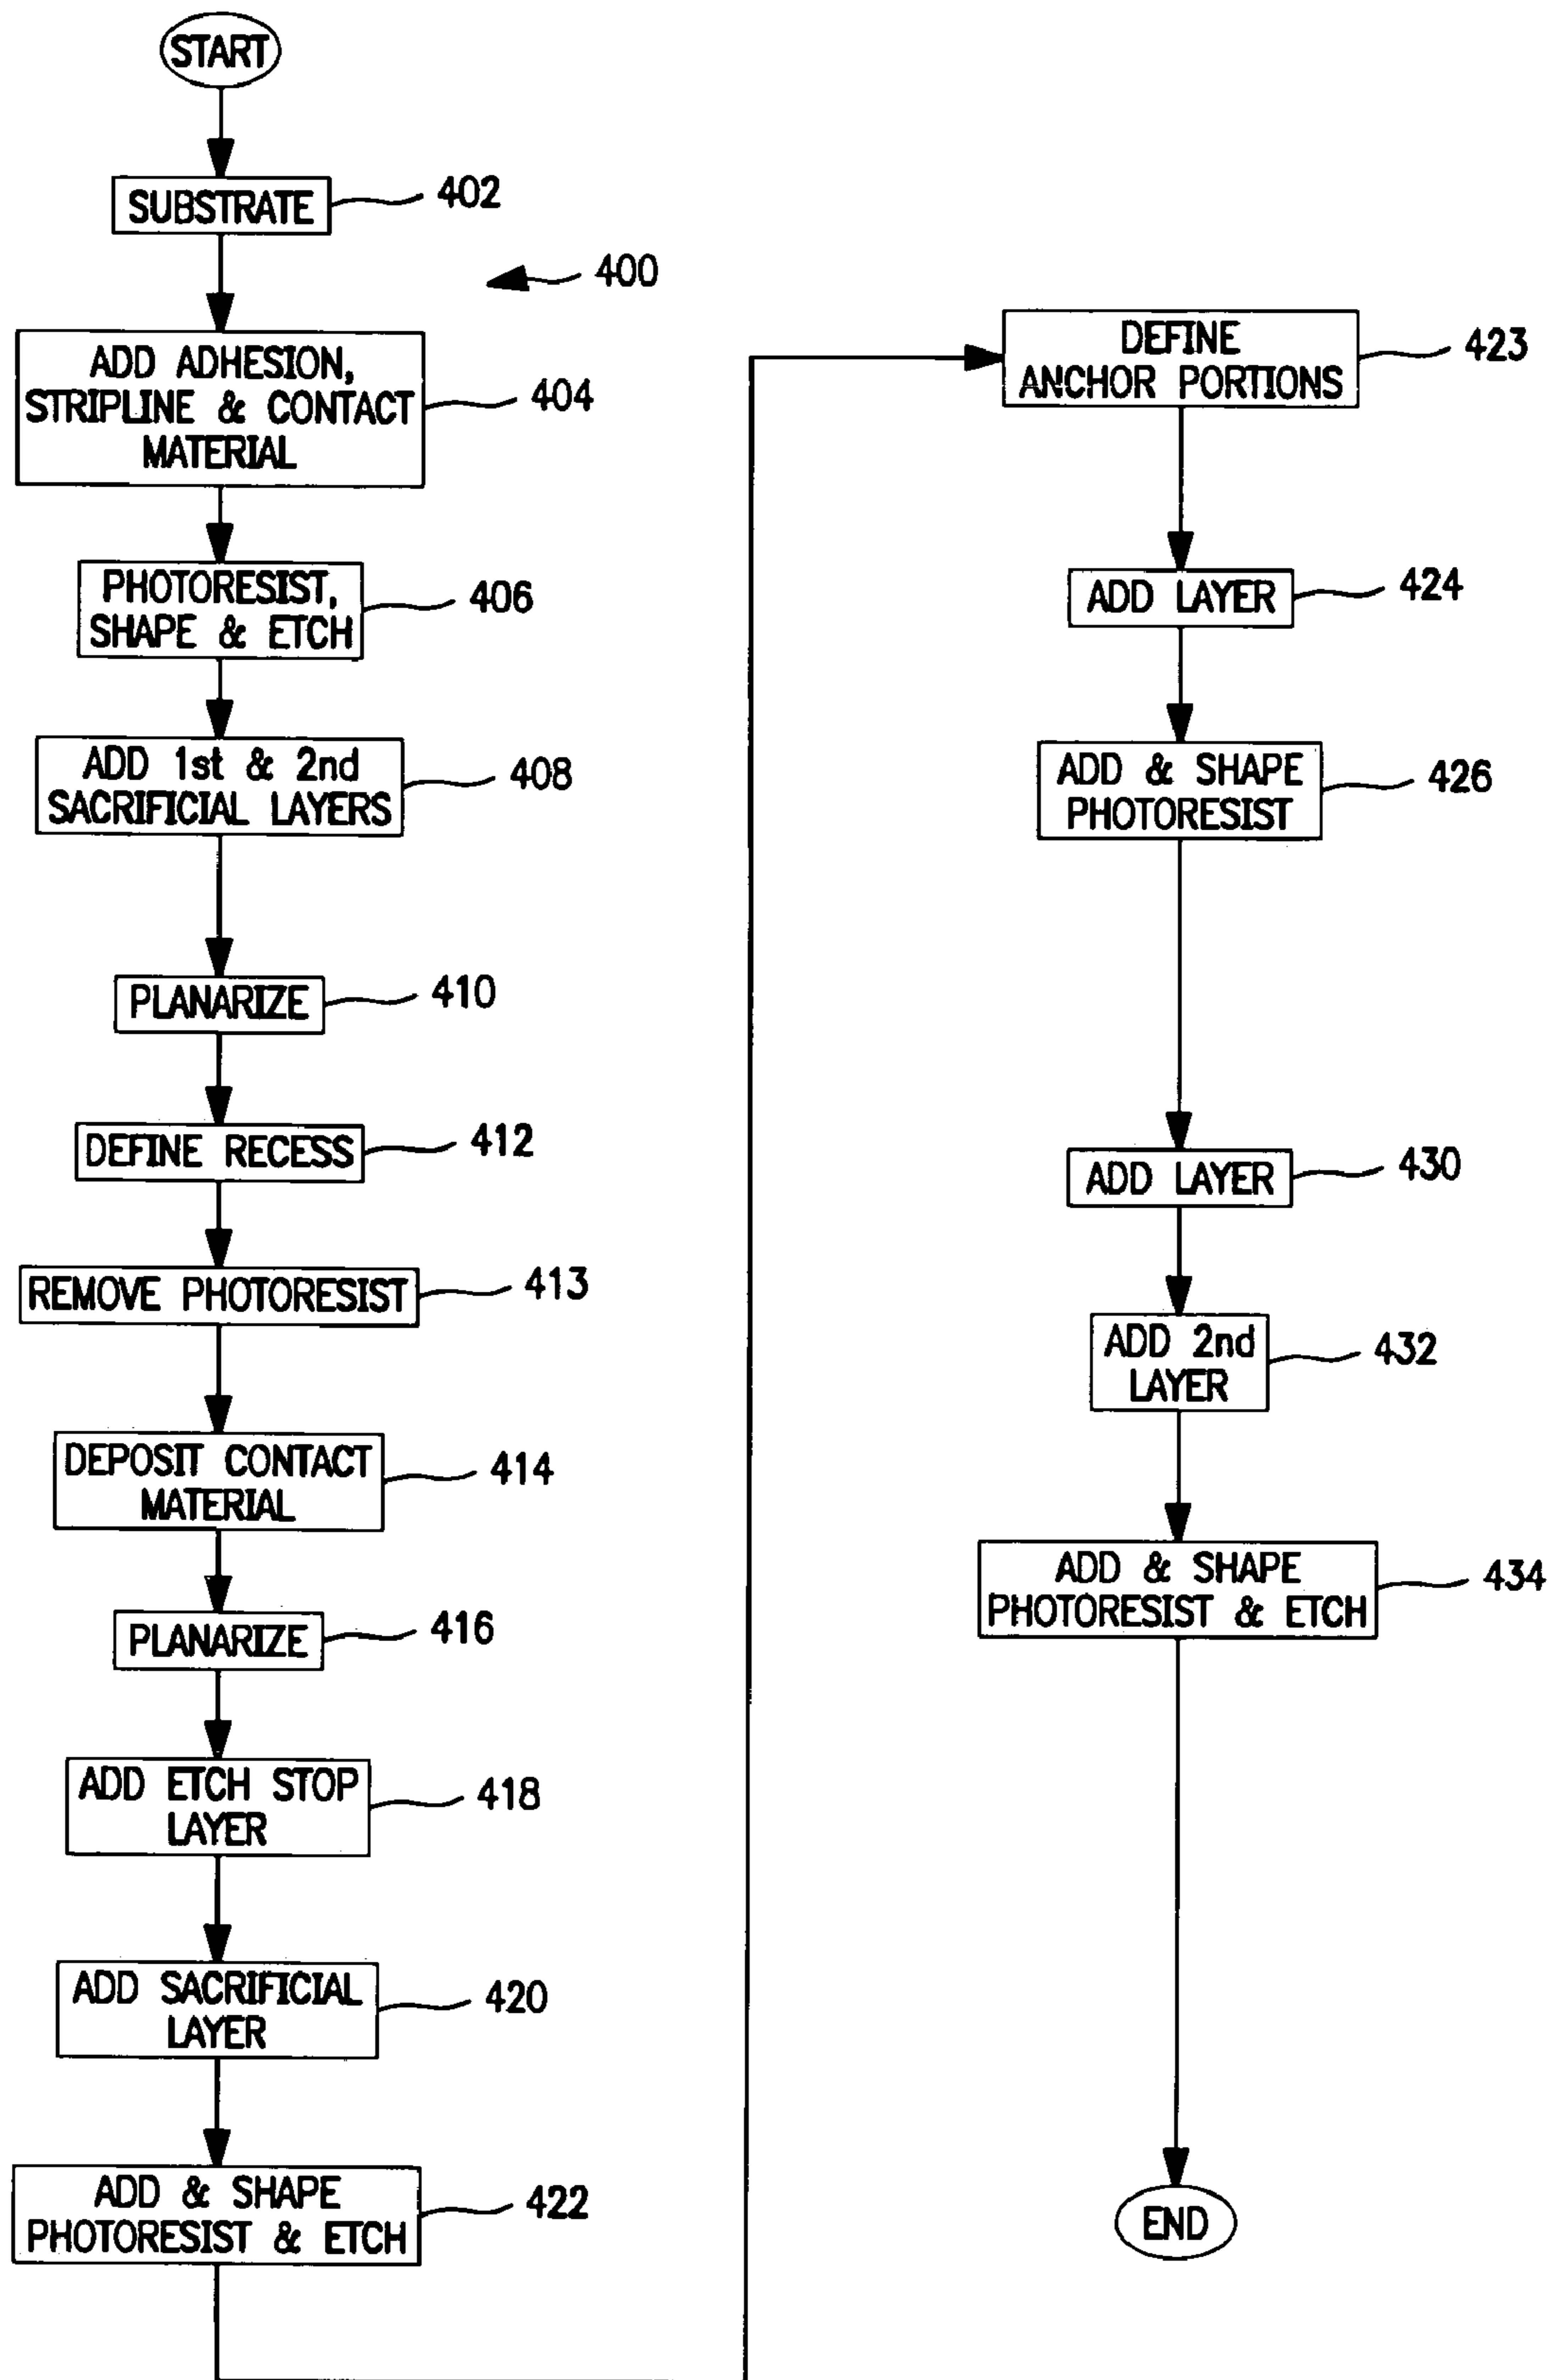 START
SUBSTRATE
402
400
ADD ADHESION,
STRIPLINE & CONTACT
MATERIAL
404
PHOTORESIST,
SHAPE & ETCH
406
ADD 1st & 2nd
SACRIFICIAL LAYERS
408
PLANARIZE
410
DEFINE RECESS
412
REMOVE PHOTORESIST
413
DEPOSIT CONTACT
MATERIAL
414
PLANARIZE
416
ADD ETCH STOP
LAYER
418
ADD SACRIFICIAL
LAYER
420
ADD & SHAPE
PHOTORESIST & ETCH
422
DEFINE
ANCHOR PORTIONS
423
ADD LAYER
424
ADD & SHAPE
PHOTORESIST
426
ADD LAYER
430
ADD 2nd
LAYER
432
ADD & SHAPE
PHOTORESIST & ETCH
434
END